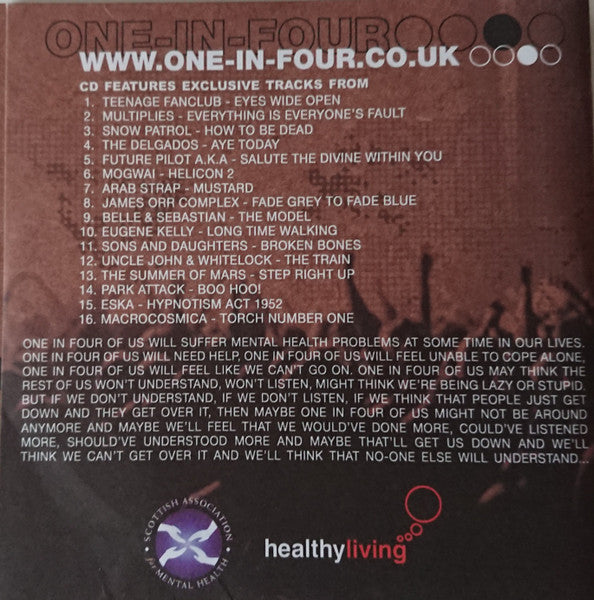 ONE-IN-FOUR
WWW.ONE-IN-FOUR.CO.UK
CD FEATURES EXCLUSIVE TRACKS FROM
1. TEENAGE FANCLUB - EYES WIDE OPEN
2. MULTIPLIES - EVERYTHING IS EVERYONE'S FAULT
3. SNOW PATROL - HOW TO BE DEAD
4. THE DELGADOS - AYE TODAY
5. FUTURE PILOT A.K.A - SALUTE THE DIVINE WITHIN YOU
6. MOGWAI - HELICON 2
7. ARAB STRAP - MUSTARD
8. JAMES ORR COMPLEX - FADE GREY TO FADE BLUE
9. BELLE & SEBASTIAN - THE MODEL
10. EUGENE KELLY - LONG TIME WALKING
11. SONS AND DAUGHTERS - BROKEN BONES
12. UNCLE JOHN & WHITELOCK - THE TRAIN
13. THE SUMMER OF MARS - STEP RIGHT UP
14. PARK ATTACK - BOO HOO!
15. ESKA - HYPNOTISM ACT 1952
16. MACROCOSMICA - TORCH NUMBER ONE
ONE IN FOUR OF US WILL SUFFER MENTAL HEALTH PROBLEMS AT SOME TIME IN OUR LIVES.
ONE IN FOUR OF US WILL NEED HELP, ONE IN FOUR OF US WILL FEEL UNABLE TO COPE ALONE,
ONE IN FOUR OF US WILL FEEL LIKE WE CAN'T GO ON. ONE IN FOUR OF US MAY THINK THE
REST OF US WON'T UNDERSTAND, WON'T LISTEN, MIGHT THINK WE'RE BEING LAZY OR STUPID.
BUT IF WE DON'T UNDERSTAND, IF WE DON'T LISTEN, IF WE THINK THAT PEOPLE JUST GET
DOWN AND THEY GET OVER IT, THEN MAYBE ONE IN FOUR OF US MIGHT NOT BE AROUND
ANYMORE AND MAYBE WE'LL FEEL THAT WE WOULD'VE DONE MORE, COULD'VE LISTENED
MORE, SHOULD'VE UNDERSTOOD MORE AND MAYBE THAT'LL GET US DOWN AND WE'LL
THINK WE CAN'T GET OVER IT AND WE'LL THINK THAT NO-ONE ELSE WILL UNDERSTAND...
SCOTTISH ASSOCIATION
for MENTAL HEALTH
healthyliving